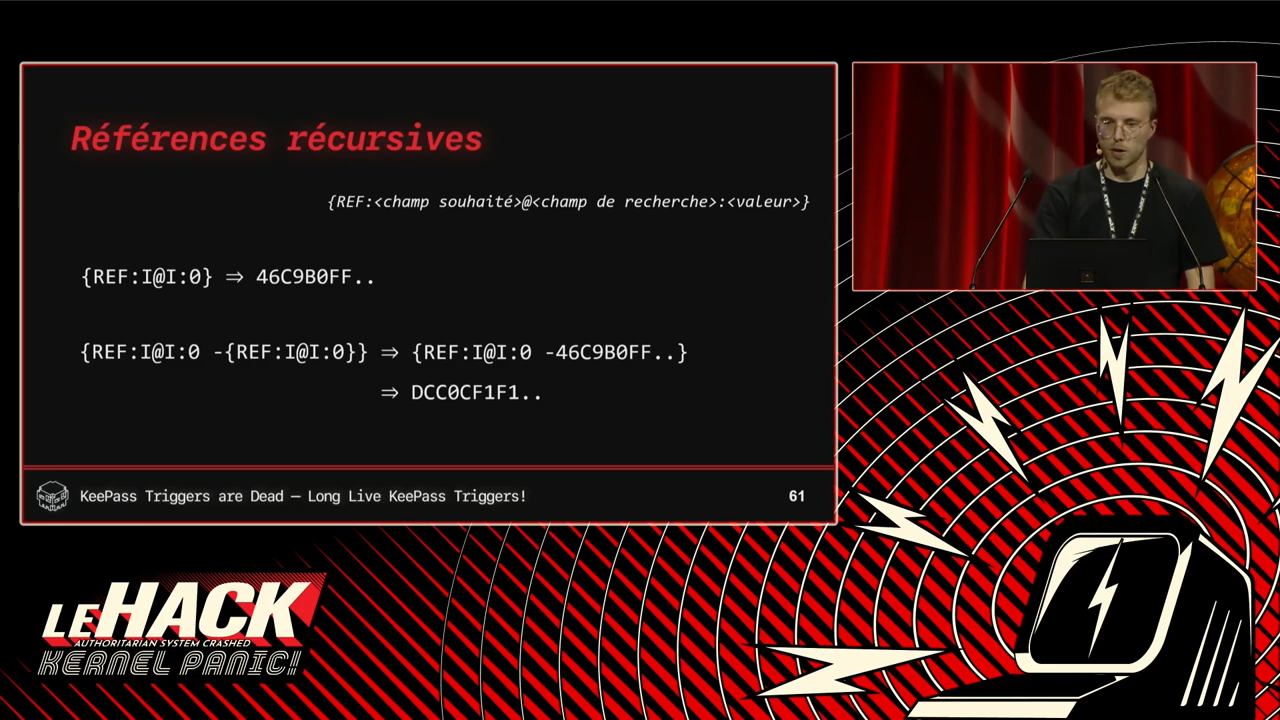 Références récursives
{REF:<champ souhaité>@<champ de recherche>:<valeur>}
{REF:I@I:0} ⇒ 46C9B0FF..
{REF:I@I:0 -{REF:I@I:0}} ⇒ {REF:I@I:0 -46C9B0FF..}
⇒ DCC0CF1F1..
KeePass Triggers are Dead — Long Live KeePass Triggers!
61
LEHACK
AUTHORITARIAN SYSTEM CRASHED
KERNEL PANIC!